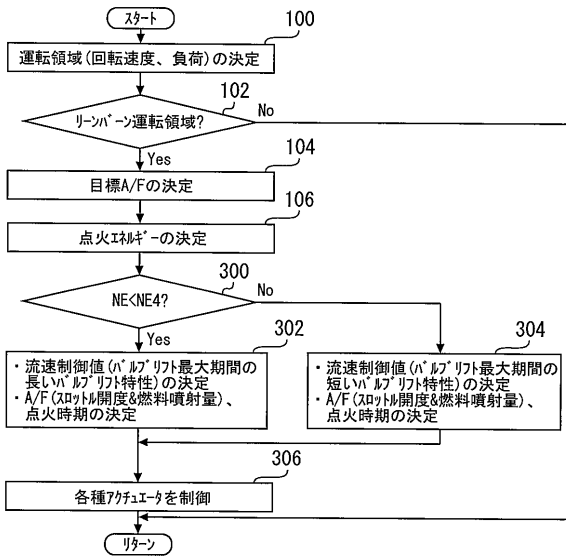 スタート
100
運転領域(回転速度、負荷)の決定
102
リーンバーン運転領域?
No
Yes
104
目標A/Fの決定
106
点火エネルギーの決定
300
NE<NE4?
No
Yes
302
・流速制御値(バルブリフト最大期間の
長いバルブリフト特性)の決定
・A/F(スロットル開度&燃料噴射量)、
点火時期の決定
304
・流速制御値(バルブリフト最大期間の
短いバルブリフト特性)の決定
・A/F(スロットル開度&燃料噴射量)、
点火時期の決定
306
各種アクチュエータを制御
リターン